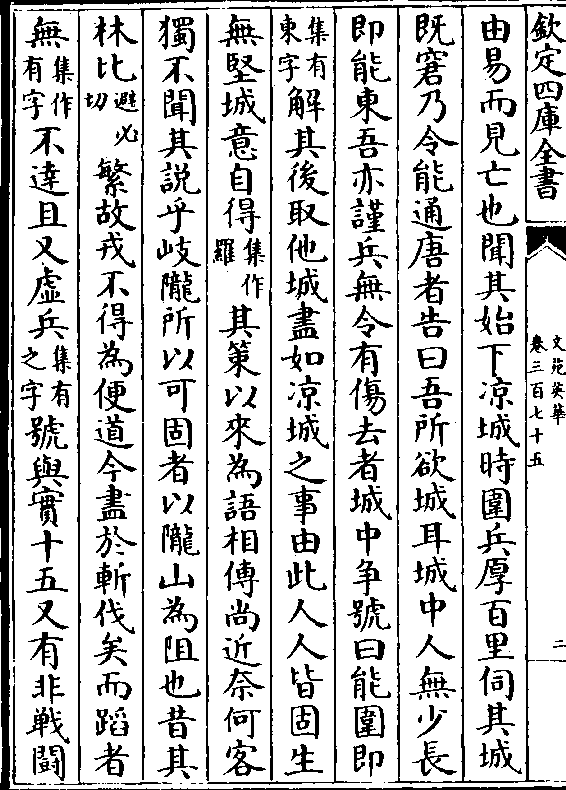 欽定四庫全書
文苑英華
卷三百七十五
二
由易而見亡也聞其始下凉城時圍兵厚百里伺其城
既窘乃令能通唐者告曰吾所欲城耳城中人無少長
即能東吾亦謹兵無令有傷去者城中争號曰能圍即
集有東字解其後取他城盡如凉城之事由此人人皆固生
無堅城意自得集作羅其策以來為語相傳尚近奈何客
獨不聞其説乎岐隴所以可固者以隴山為阻也昔其
林比避必切繁故戎不得為便道今盡於斬伐矣而蹈者
無集作有字不達且又虚兵集有之字號與實十五又有非戰鬪